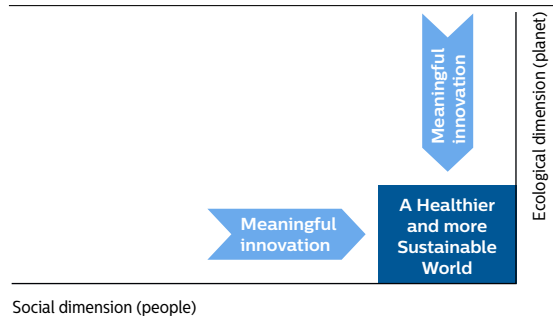 Meaningful
innovation
Ecological dimension (planet)
Meaningful
innovation
A Healthier
and more
Sustainable
World
Social dimension (people)